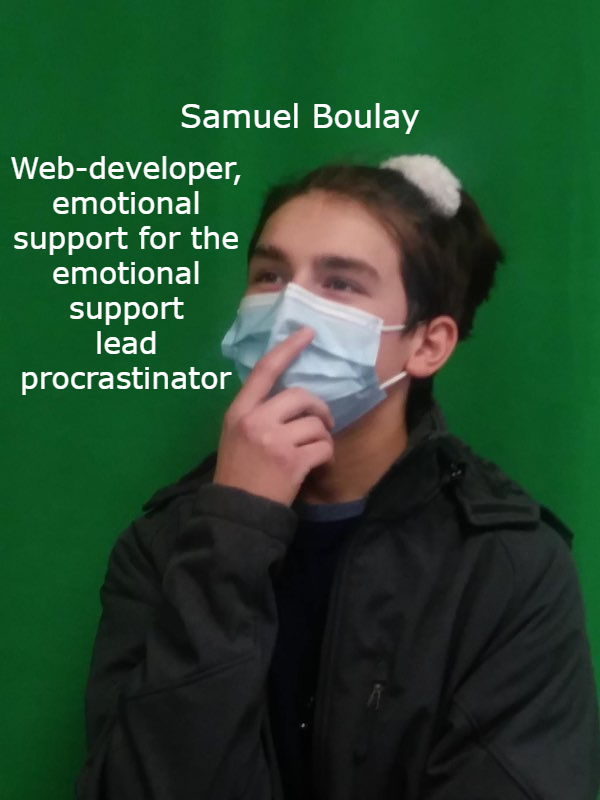 Samuel Boulay
Web-developer,
emotional
support for the
emotional
support
lead
procrastinator